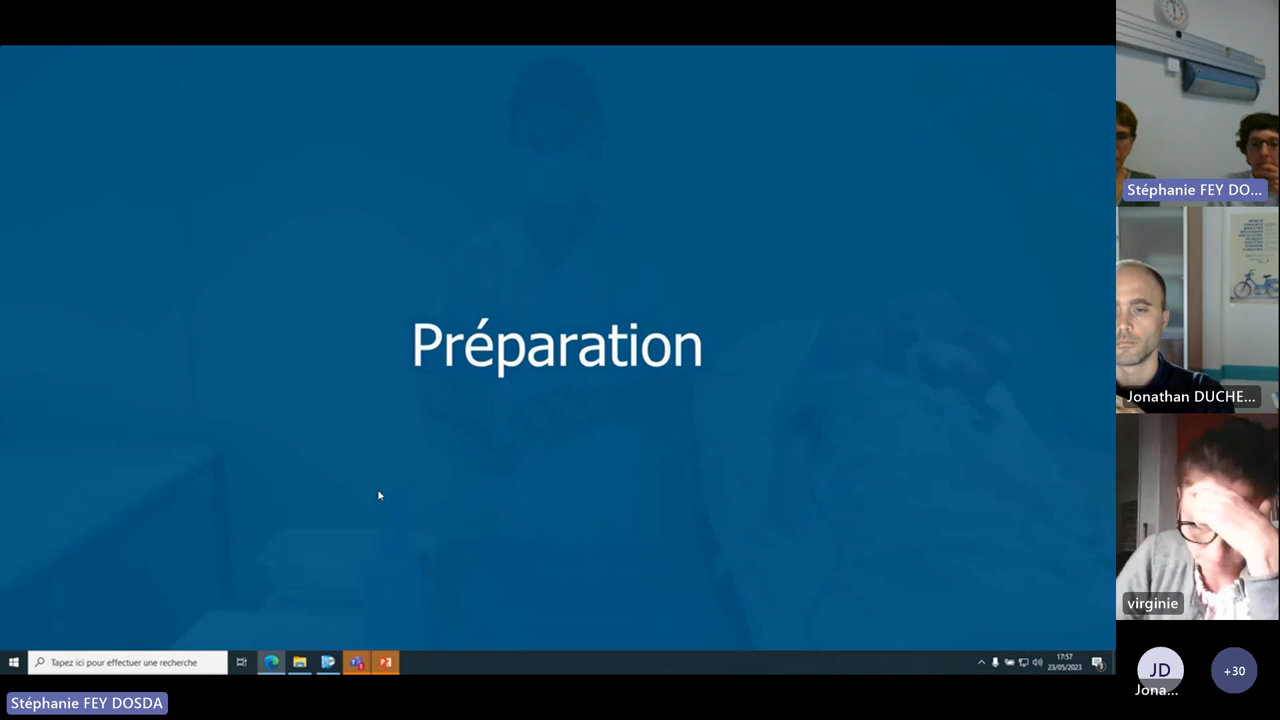 Préparation
Tapez ici pour effectuer une recherche
17:57
23/05/2023
Stéphanie FEY DOSDA
Stéphanie FEY DO...
Jonathan DUCHE...
virginie
JD
Jona...
+30